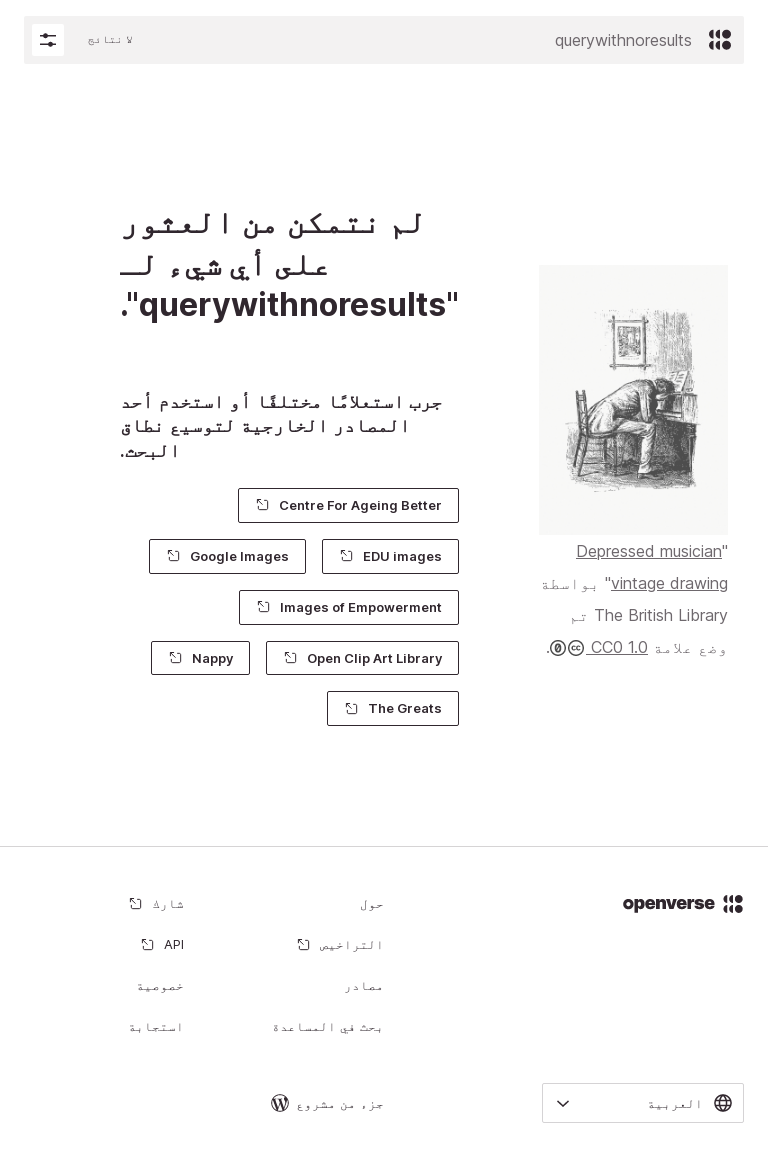 querywithnoresults
لا نتائج
لم نتمكن من العثور
على أي شيء لـ
"querywithnoresults".
جرب استعلامًا مختلفًا أو استخدم أحد
المصادر الخارجية لتوسيع نطاق
البحث.
Centre For Ageing Better
EDU images
Google Images
Images of Empowerment
Open Clip Art Library
Nappy
The Greats
"Depressed musician
vintage drawing" بواسطة
The British Library تم
وضع علامة CC0 1.0.
openverse
حول
شارك
التراخيص
API
مصادر
خصوصية
بحث في المساعدة
استجابة
العربية
جزء من مشروع